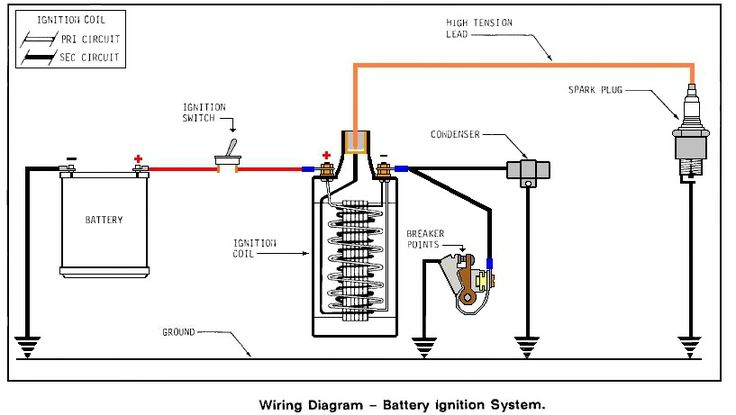 IGNITION COIL
PRI CIRCUIT
SEC CIRCUIT
HIGH TENSION
LEAD
SPARK PLUG
IGNITION
SWITCH
CONDENSER
- +
+ -
BATTERY
IGNITION
COIL
BREAKER
POINTS
GROUND
Wiring Diagram – Battery Ignition System.